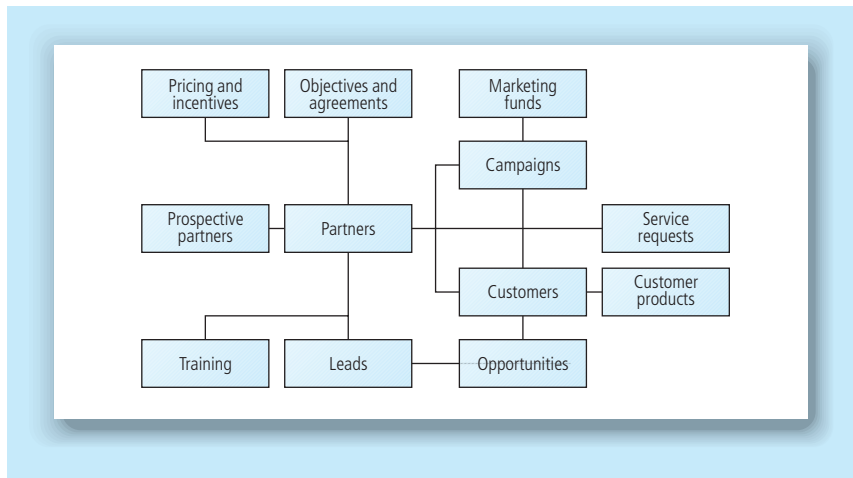 Pricing and
incentives
Objectives and
agreements
Marketing
funds
Campaigns
Prospective
partners
Partners
Service
requests
Customers
Customer
products
Training
Leads
Opportunities